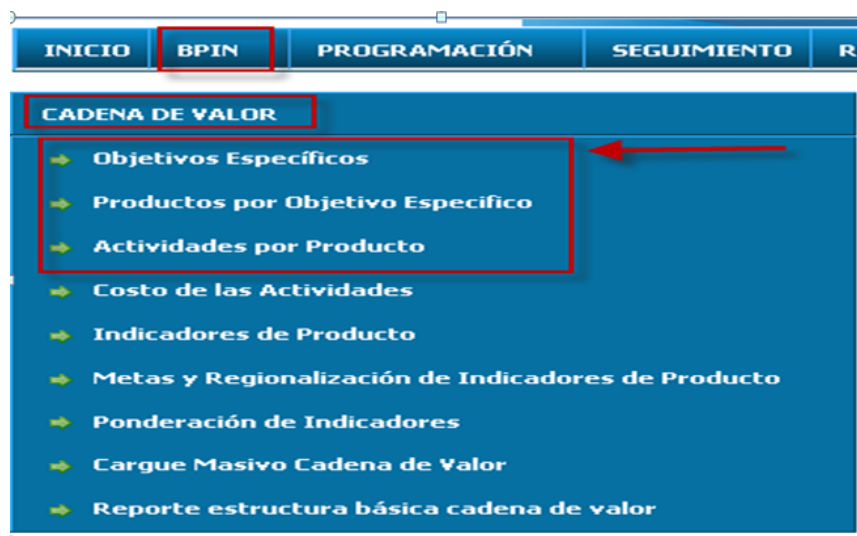 INICIO BPIN PROGRAMACIÓN SEGUIMIENTO R
CADENA DE VALOR
Objetivos Específicos
Productos por Objetivo Especifico
Actividades por Producto
Costo de las Actividades
Indicadores de Producto
Metas y Regionalización de Indicadores de Producto
Ponderación de Indicadores
Cargue Masivo Cadena de Valor
Reporte estructura básica cadena de valor